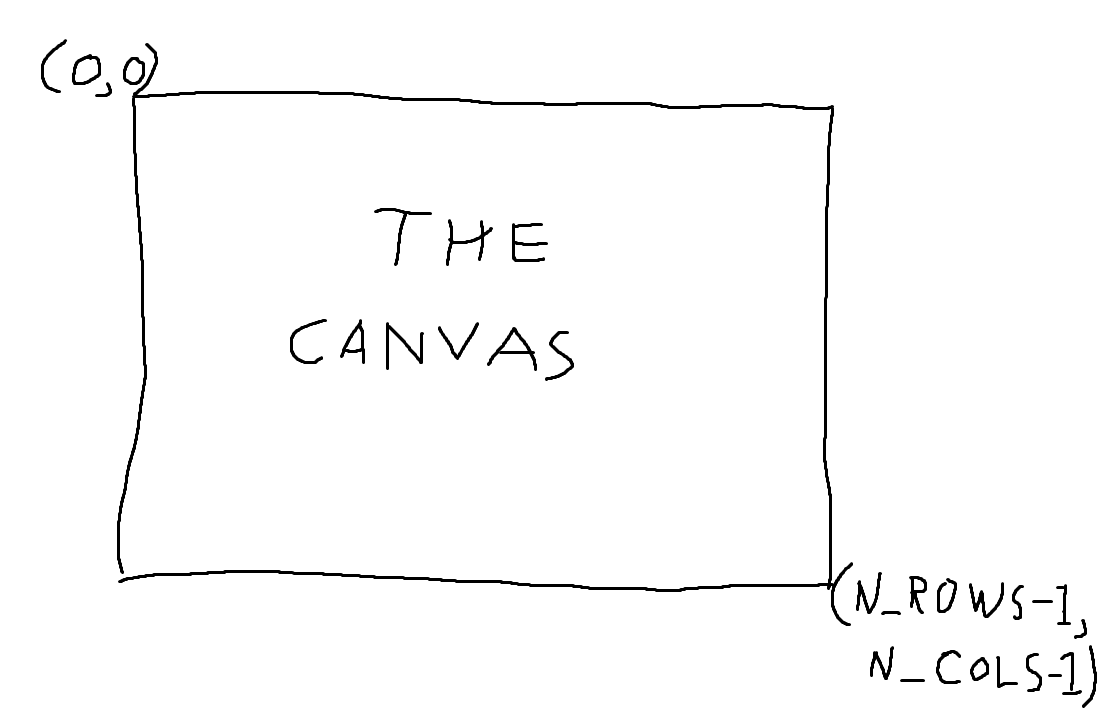 (0,0)
THE
CANVAS
(N_ROWS-1,
N_COLS-1)